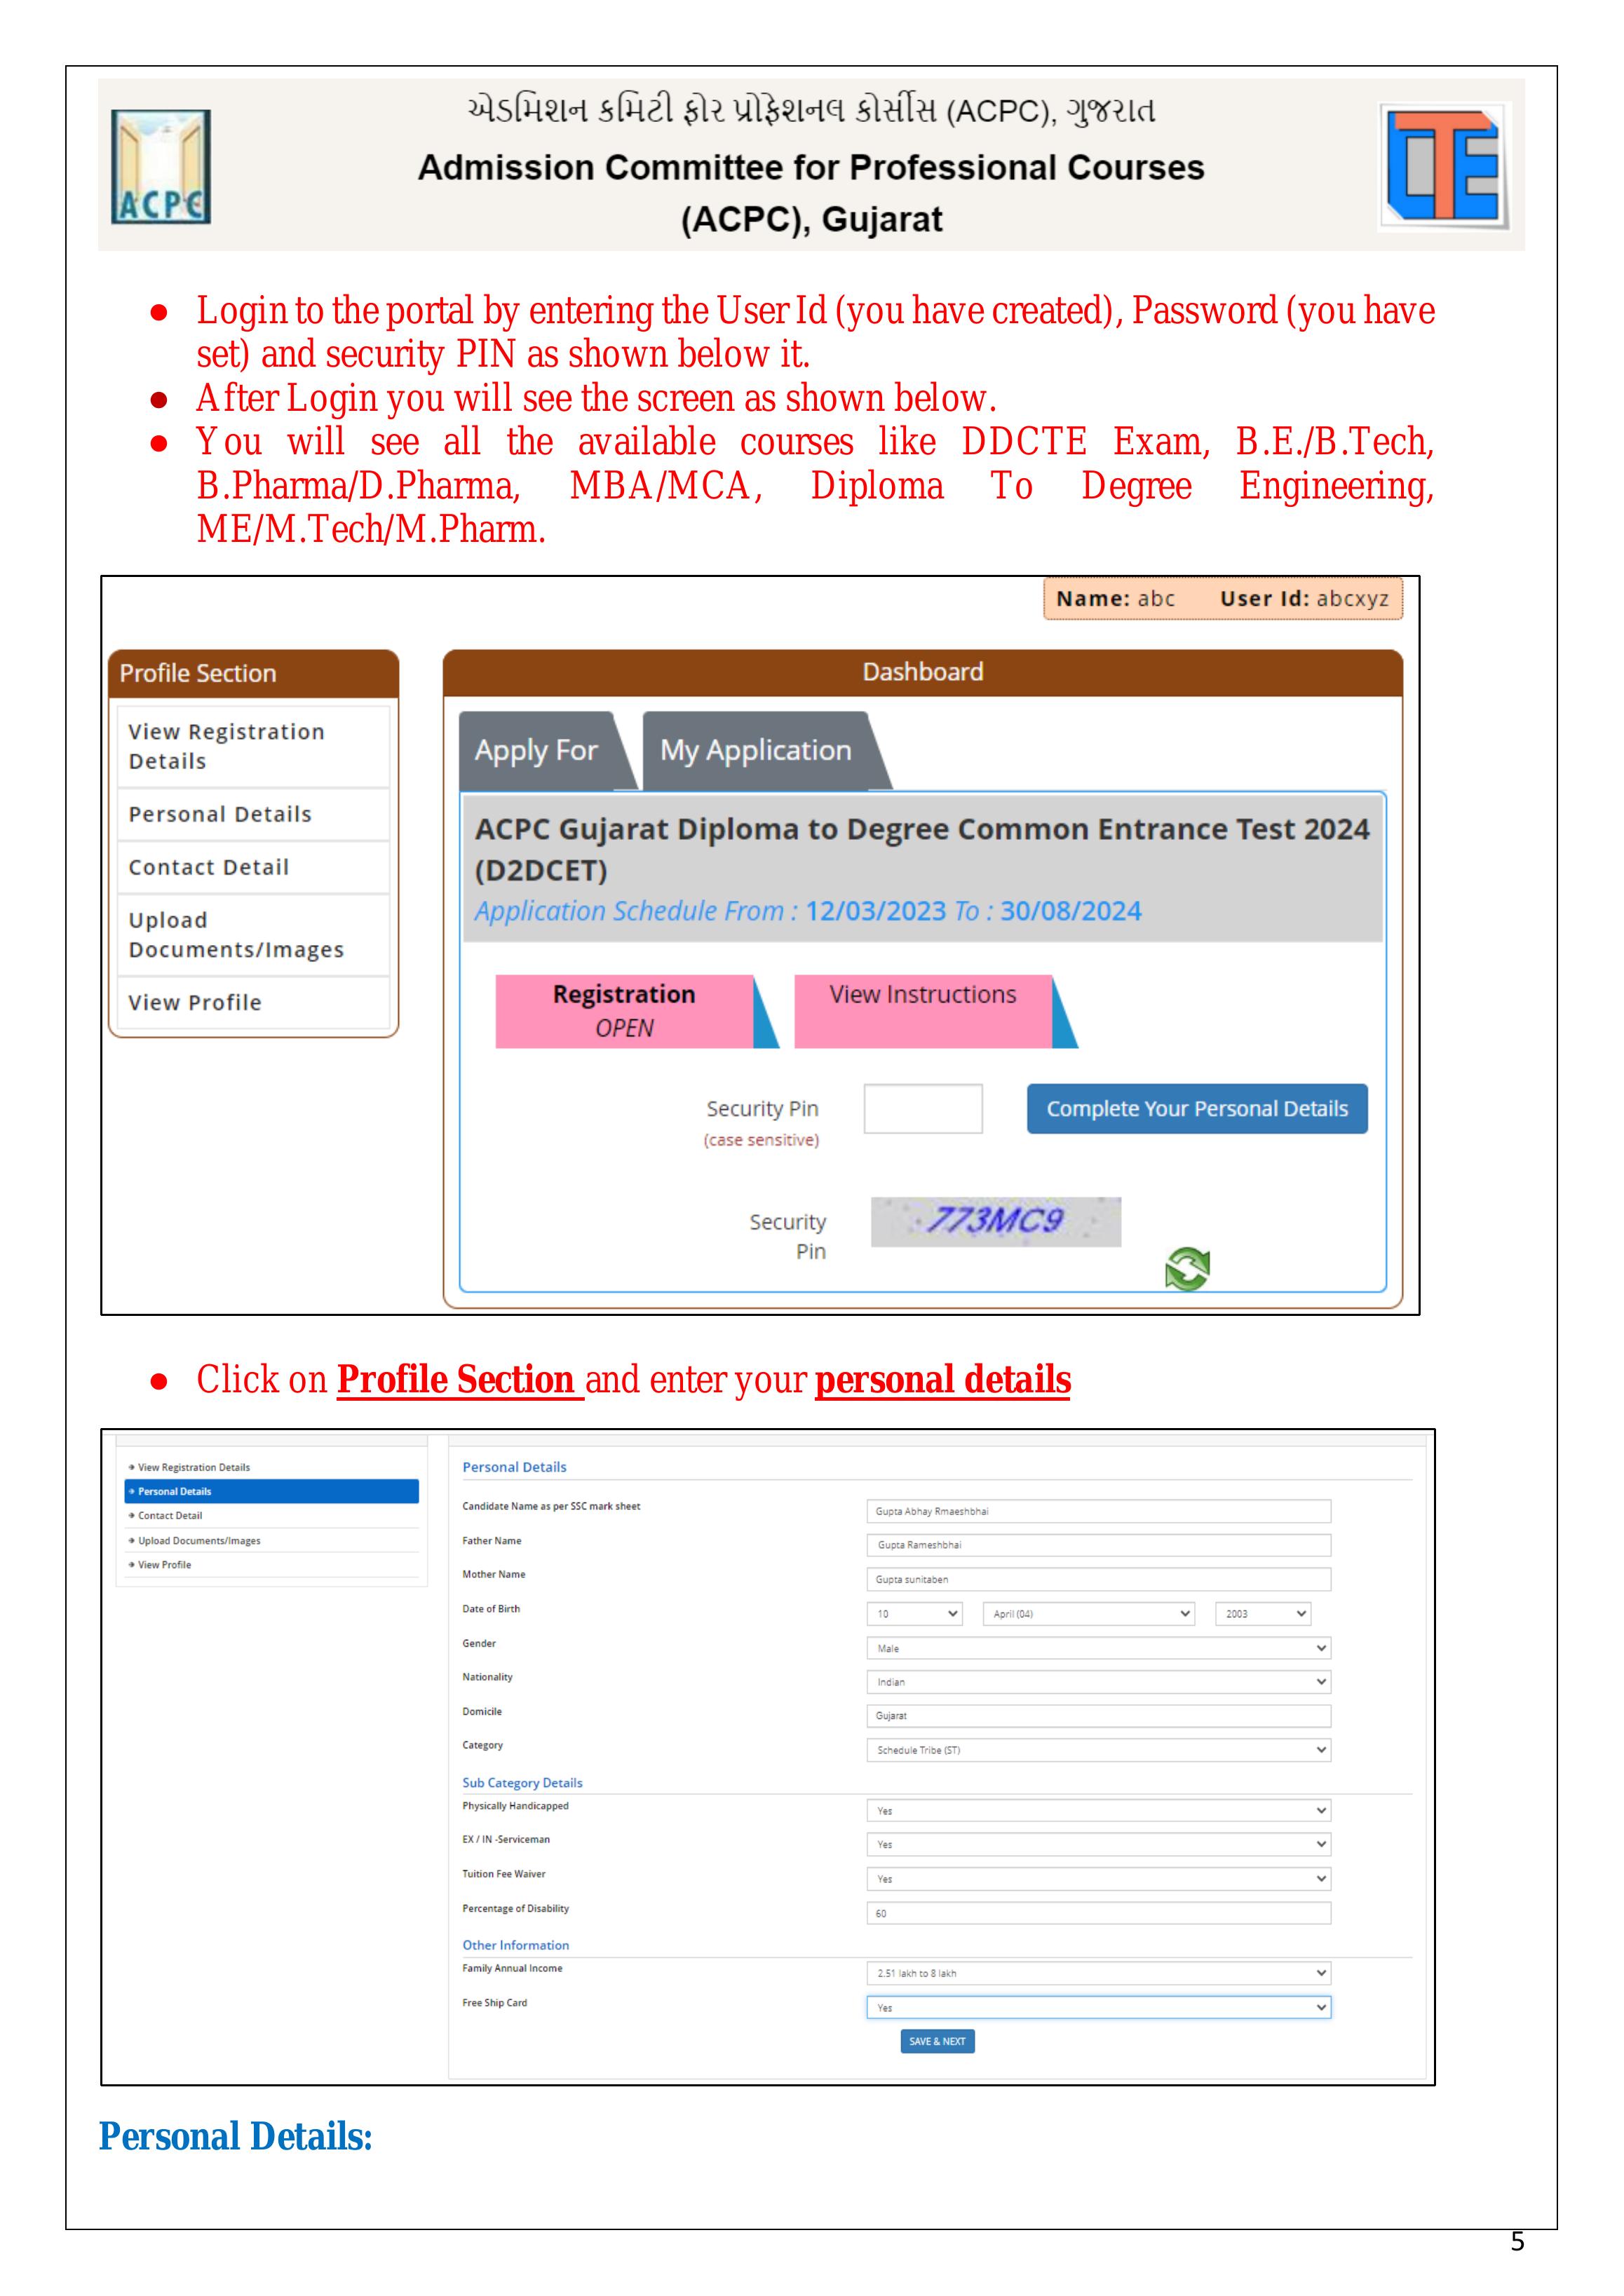 એડમિશન કમિટી ફોર પ્રોફેશનલ કોર્સીસ (ACPC), ગુજરાત
Admission Committee for Professional Courses
(ACPC), Gujarat
ACPC
CTE
● Login to the portal by entering the User Id (you have created), Password (you have
set) and security PIN as shown below it.
● After Login you will see the screen as shown below.
● You will see all the available courses like DDCTE Exam, B.E./B.Tech,
B.Pharma/D.Pharma, MBA/MCA, Diploma To Degree Engineering,
ME/M.Tech/M.Pharm.
Name: abc User Id: abcxyz
Profile Section
View Registration
Details
Personal Details
Contact Detail
Upload
Documents/Images
View Profile
Dashboard
Apply For My Application
ACPC Gujarat Diploma to Degree Common Entrance Test 2024
(D2DCET)
Application Schedule From : 12/03/2023 To : 30/08/2024
Registration View Instructions
OPEN
Security Pin Complete Your Personal Details
(case sensitive)
Security 773MC9
Pin
● Click on Profile Section and enter your personal details
View Registration Details
Personal Details
Contact Detail
Upload Documents/Images
View Profile
Personal Details
Candidate Name as per SSC mark sheet Gupta Abhay Rmaeshbhai
Father Name Gupta Rameshbhai
Mother Name Gupta sunitaben
Date of Birth 10 April (04) 2003
Gender Male
Nationality Indian
Domicile Gujarat
Category Schedule Tribe (ST)
Sub Category Details
Physically Handicapped Yes
EX / IN -Serviceman Yes
Tuition Fee Waiver Yes
Percentage of Disability 60
Other Information
Family Annual Income 2.51 lakh to 8 lakh
Free Ship Card Yes
SAVE & NEXT
Personal Details:
5